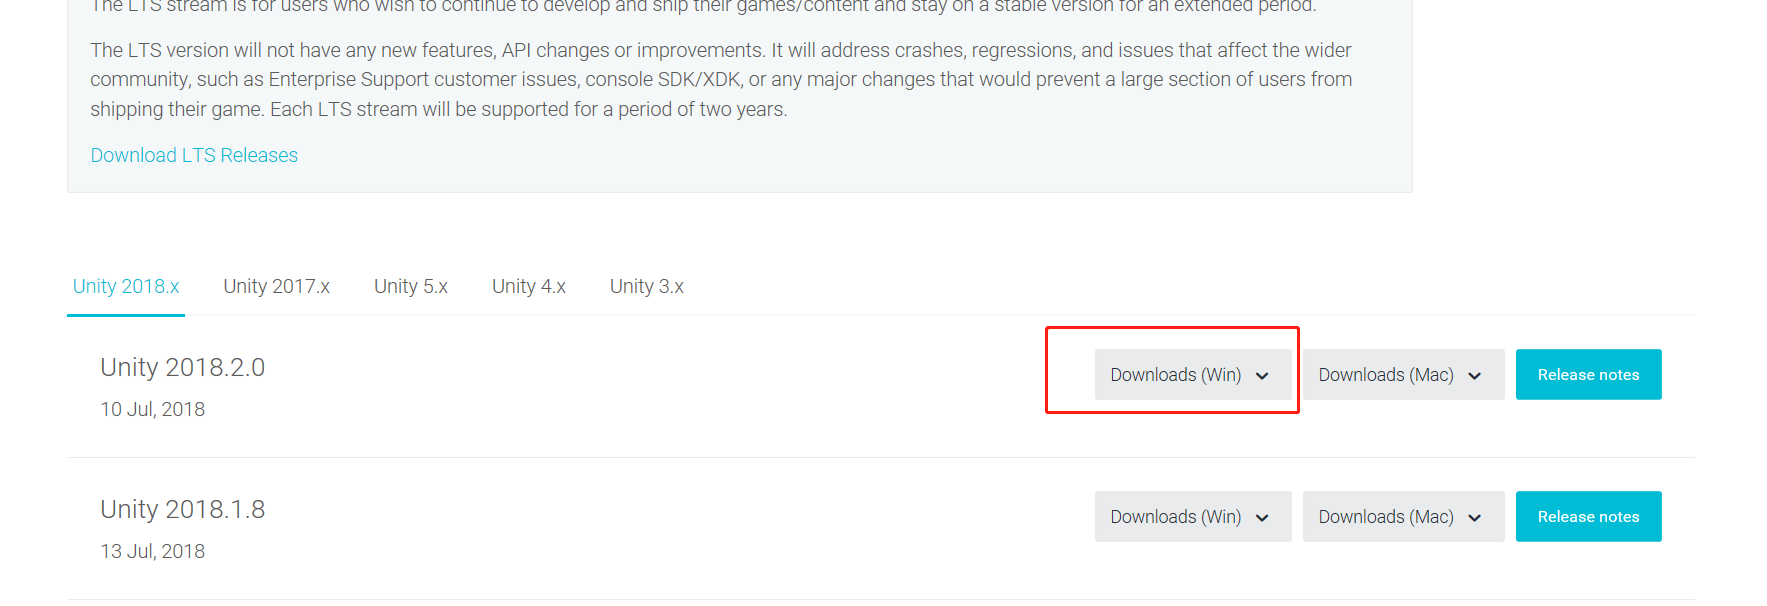 The LTS stream is for users who wish to continue to develop and ship their games/content and stay on a stable version for an extended period.
The LTS version will not have any new features, API changes or improvements. It will address crashes, regressions, and issues that affect the wider
community, such as Enterprise Support customer issues, console SDK/XDK, or any major changes that would prevent a large section of users from
shipping their game. Each LTS stream will be supported for a period of two years.
Download LTS Releases
Unity 2018.x Unity 2017.x Unity 5.x Unity 4.x Unity 3.x
Unity 2018.2.0 Downloads (Win) Downloads (Mac) Release notes
10 Jul, 2018
Unity 2018.1.8 Downloads (Win) Downloads (Mac) Release notes
13 Jul, 2018